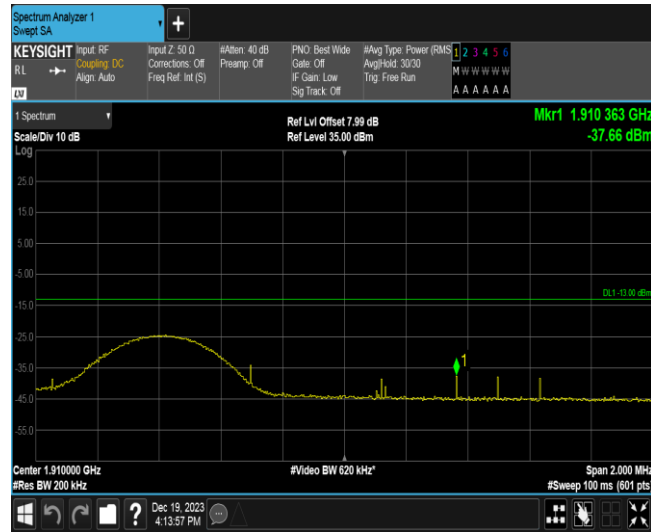 Spectrum Analyzer 1
Swept SA
+
KEYSIGHT Input: RF Input Z: 50 Ω #Atten: 40 dB PNO: Best Wide #Avg Type: Power (RMS 1 2 3 4 5 6
RL Coupling: DC Corrections: Off Preamp: Off Gate: Off Avg|Hold: 30/30 M W W W W W
Align: Auto Freq Ref: Int (S) IF Gain: Low Trig: Free Run
LXI Sig Track: Off A A A A A A
1 Spectrum
Scale/Div 10 dB
Ref Lvl Offset 7.99 dB
Ref Level 35.00 dBm
Mkr1 1.910 363 GHz
-37.66 dBm
Log
25.0
15.0
5.00
-5.00
DL1 -13.00 dBm
-15.0
-25.0
-35.0
1
-45.0
-55.0
Center 1.910000 GHz #Video BW 620 kHz* Span 2.000 MHz
#Res BW 200 kHz #Sweep 100 ms (601 pts)
? Dec 19, 2023
4:13:57 PM